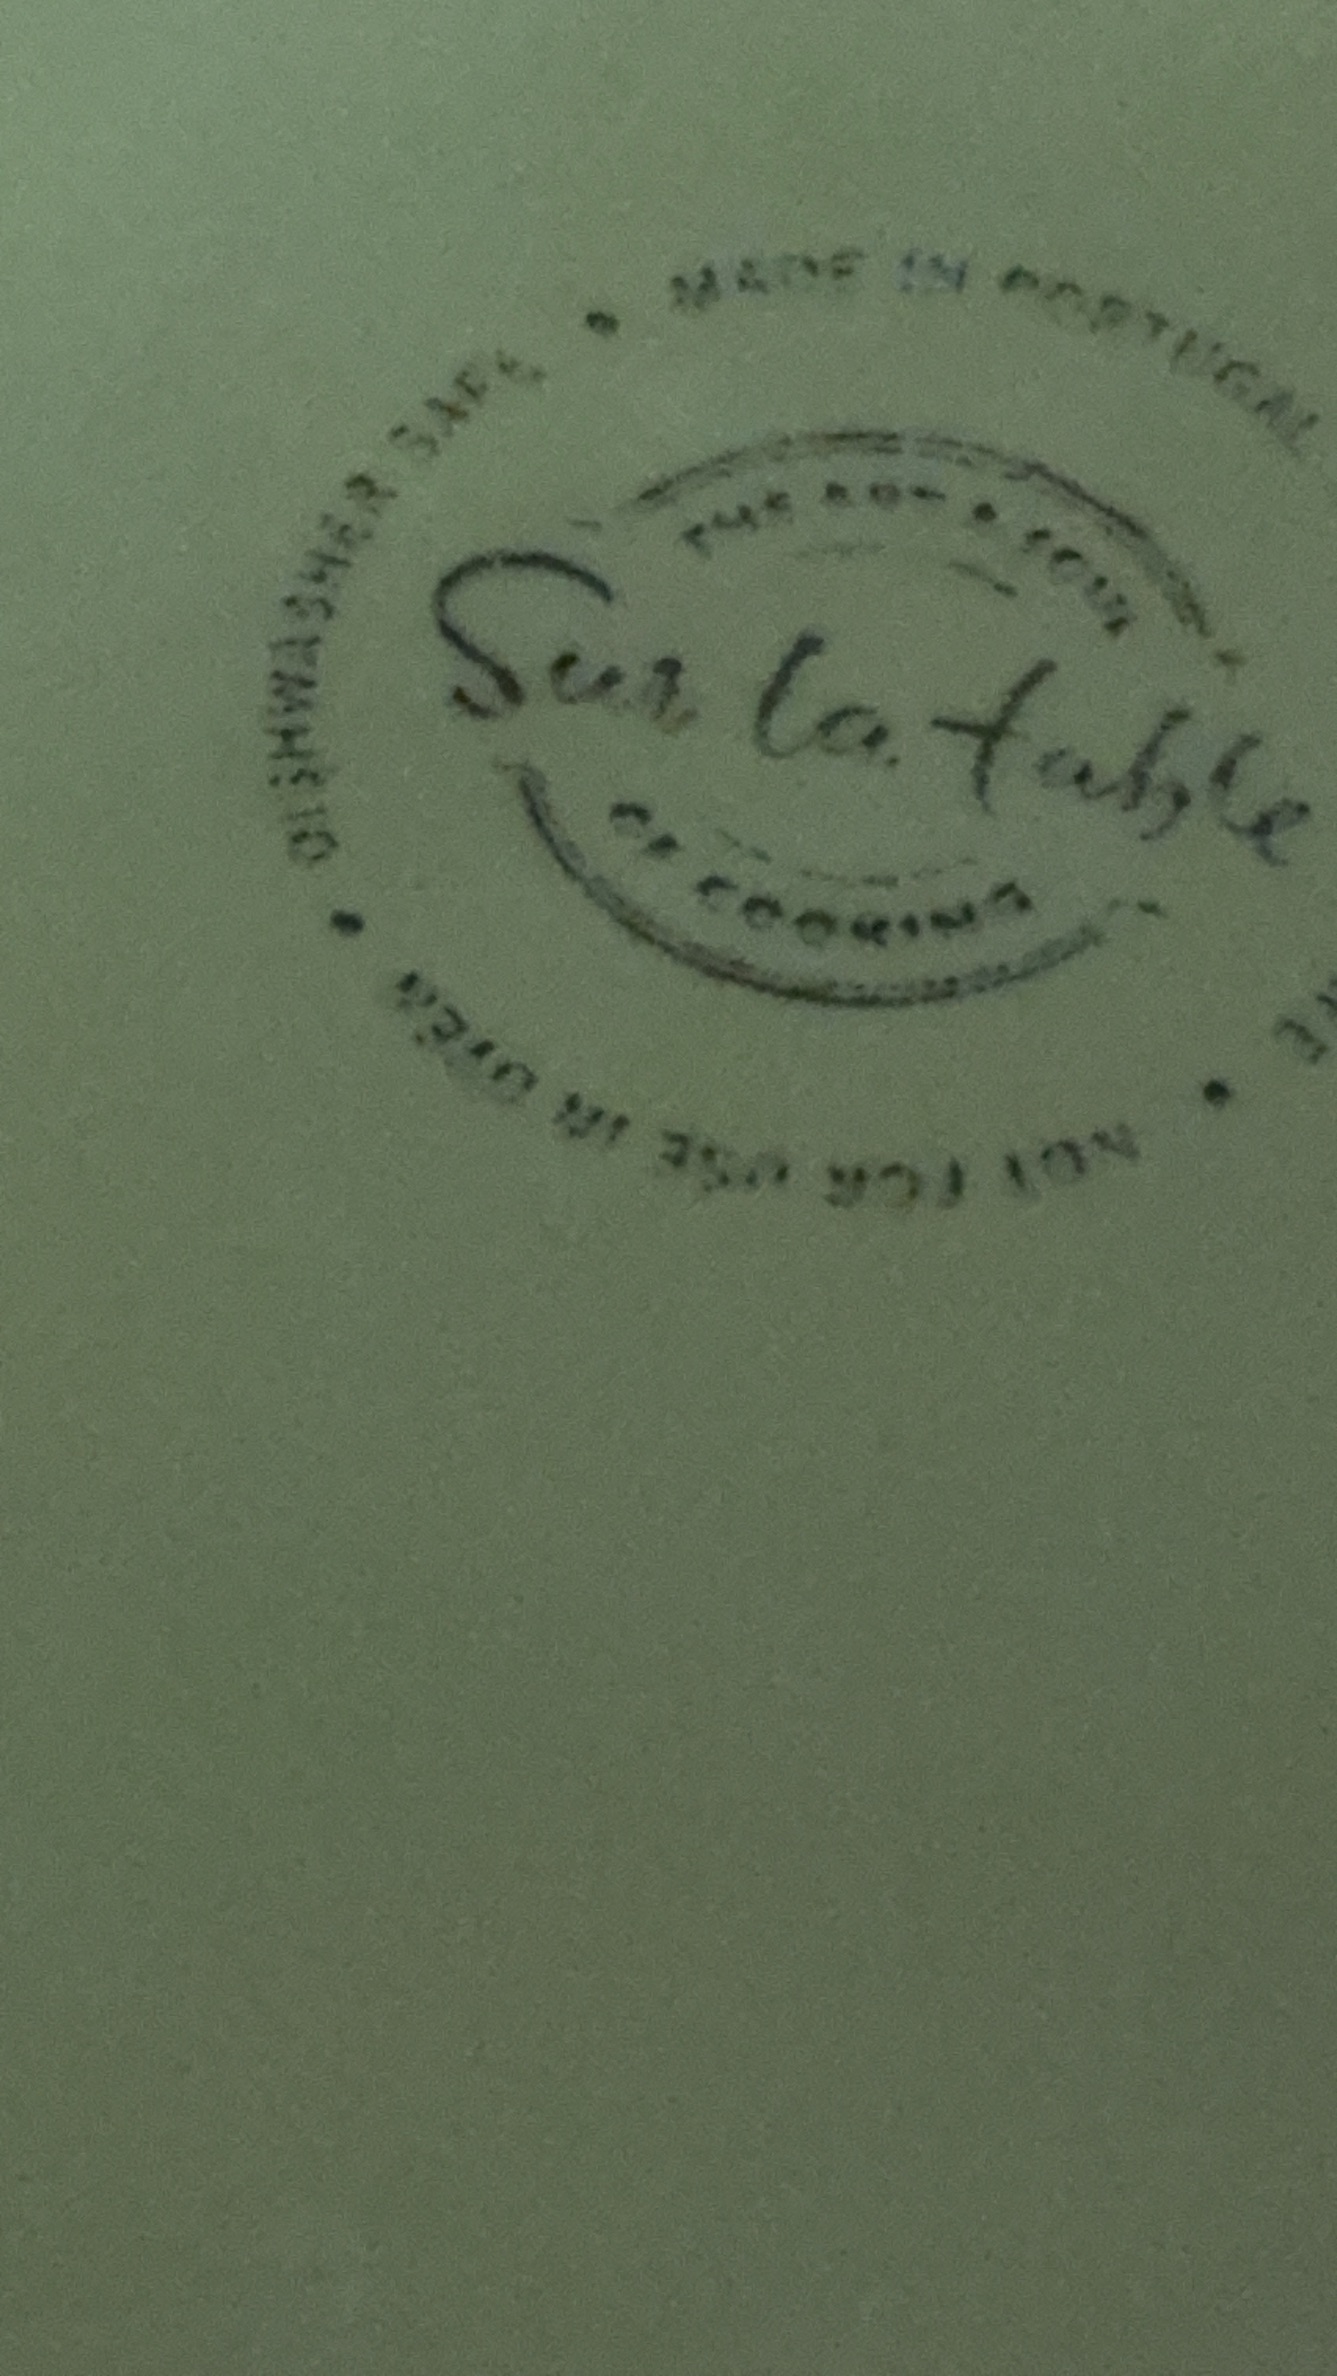 MADE IN PORTUGAL
DISHWASHER SAFE
NOT FOR USE IN OVEN
THE ART & SOUL
Sur la table
OF COOKING